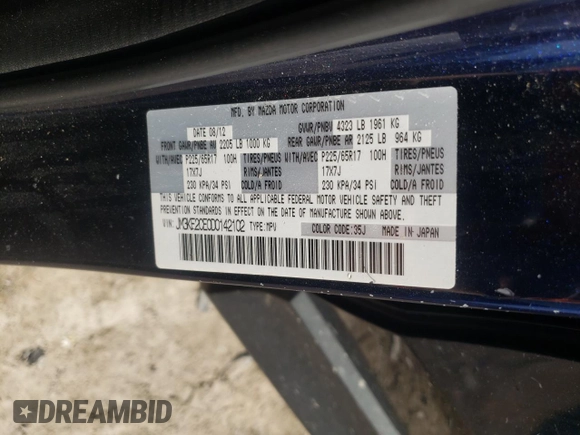 MFD. BY MAZDA MOTOR CORPORATION
DATE 08/12 GVWR/PNBV 4323 LB 1961 KG
FRONT GAWR/PNBE AV 2205 LB 1000 KG REAR GAWR/PNBE AR 2125 LB 964 KG
WITH/AVEC P225/65R17 100H TIRES/PNEUS WITH/AVEC P225/65R17 100H TIRES/PNEUS
17X7J RIMS/JANTES 17X7J RIMS/JANTES
230 KPA/34 PSI COLD/A FROID 230 KPA/34 PSI COLD/A FROID
THIS VEHICLE CONFORMS TO ALL APPLICABLE FEDERAL MOTOR VEHICLE SAFETY AND THEFT
PREVENTION STANDARDS IN EFFECT ON THE DATE OF MANUFACTURE SHOWN ABOVE.
VIN: JM3KE2CE0D0142102 TYPE: MPV COLOR CODE: 35J MADE IN JAPAN
DREAMBID